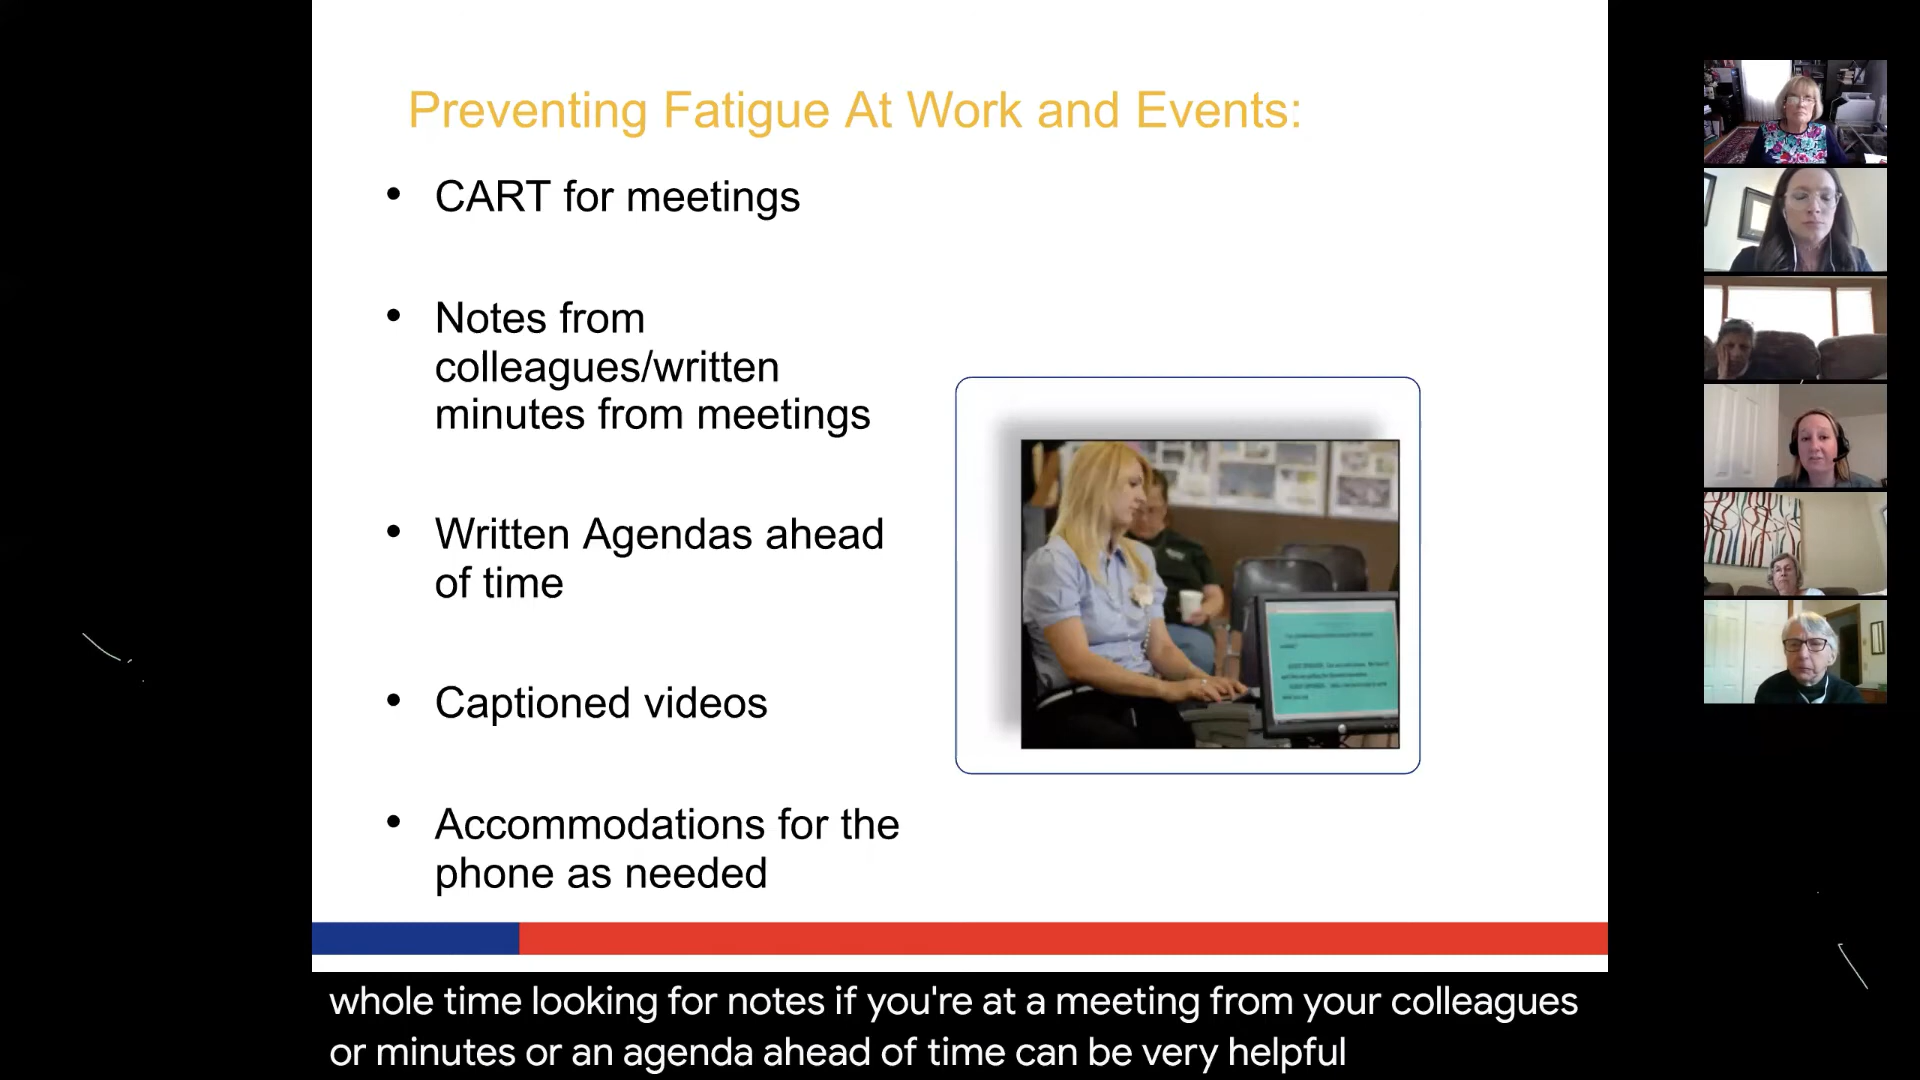 Preventing Fatigue At Work and Events:
• CART for meetings
• Notes from
colleagues/written
minutes from meetings
• Written Agendas ahead
of time
• Captioned videos
• Accommodations for the
phone as needed
whole time looking for notes if you're at a meeting from your colleagues
or minutes or an agenda ahead of time can be very helpful